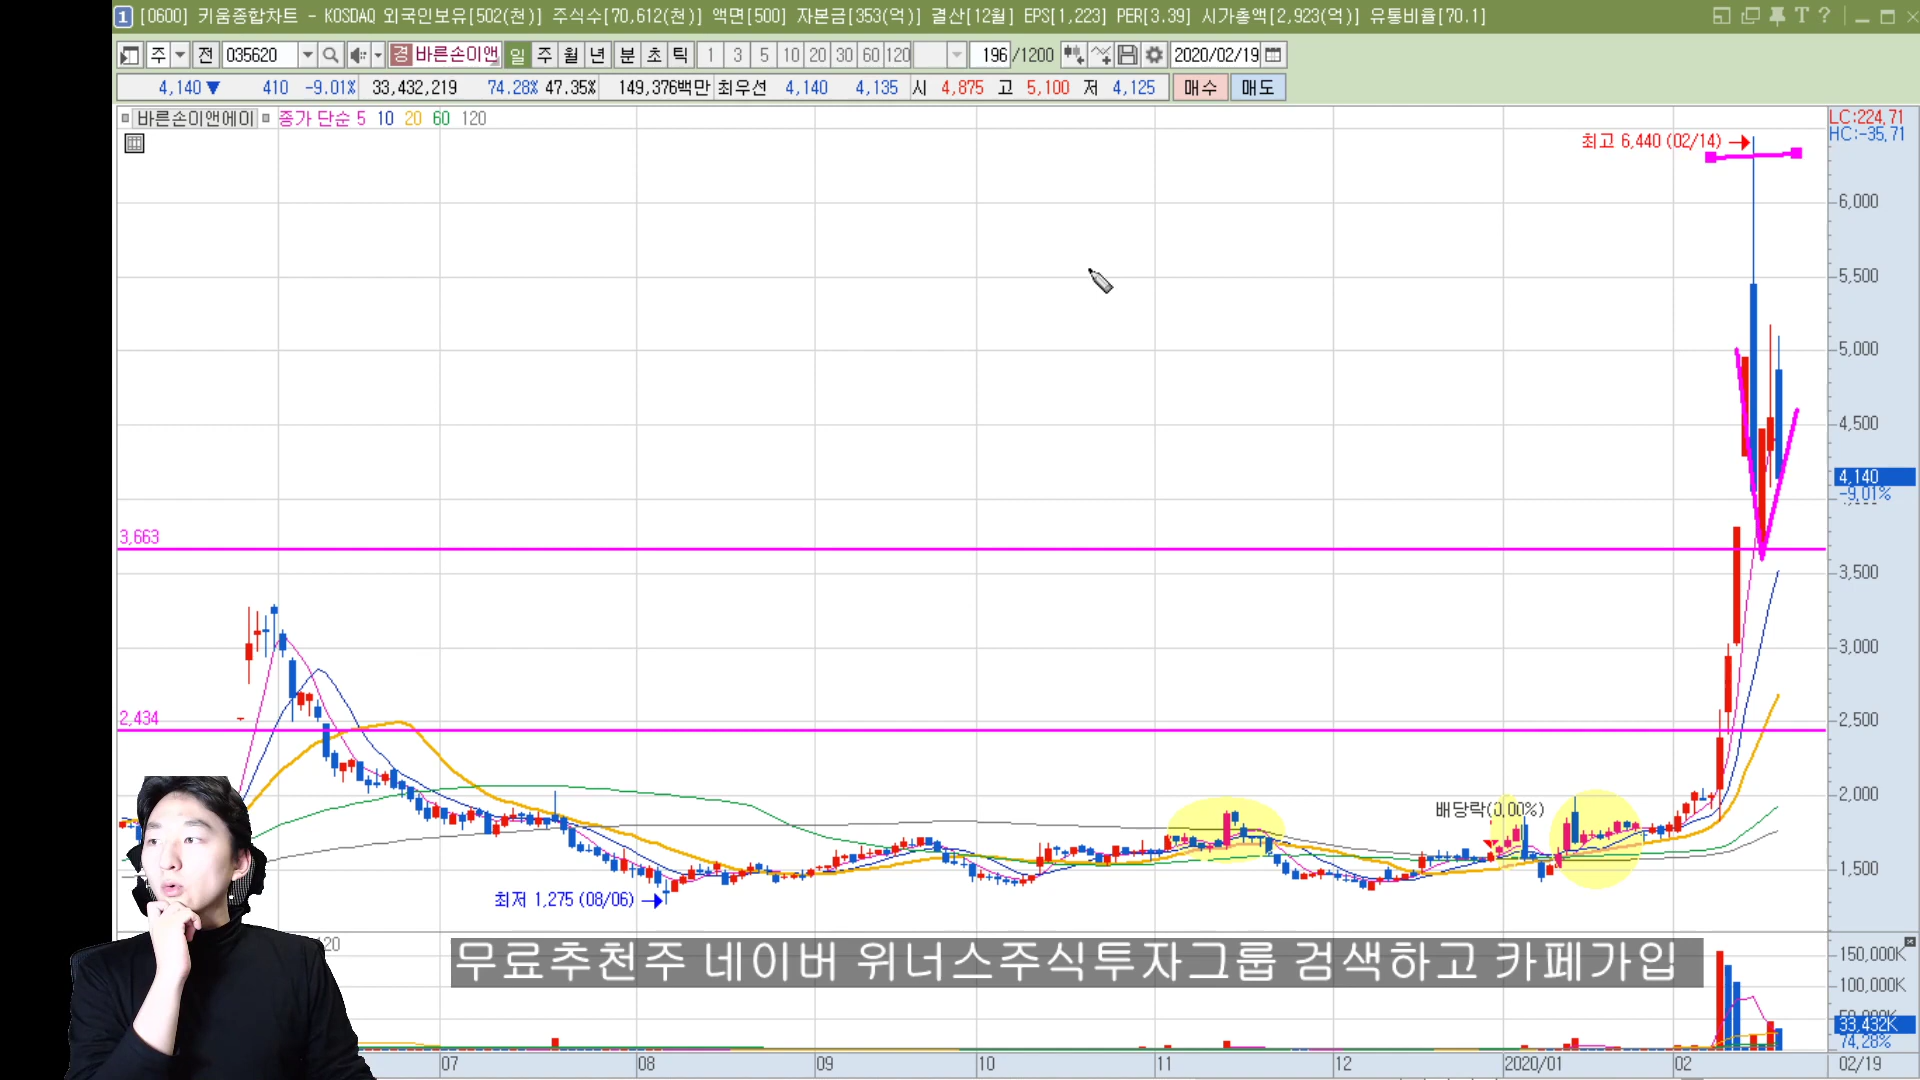 1 [0600] 키움종합차트 - KOSDAQ 외국인보유[502(천)] 주식수[70,612(천)] 액면[500] 자본금[353(억)] 결산[12월] EPS[1,223] PER[3.39] 시가총액[2,923(억)] 유통비율[70.1] T ?
주 전 035620 경 바른손이앤 일 주 월 년 분 초 틱 1 3 5 10 20 30 60 120 196 /1200 2020/02/19
4,140 ▼ 410 -9.01% 33,432,219 74.28% 47.35% 149,376백만 최우선 4,140 4,135 시 4,875 고 5,100 저 4,125 매수 매도
바른손이앤에이 종가 단순 5 10 20 60 120
LC:224.71
HC:-35.71
최고 6,440 (02/14)
6,000
5,500
5,000
4,500
4,140
-9.01%
3,663
3,500
3,000
2,500
2,434
2,000
배당락(0.00%)
1,500
최저 1,275 (08/06)
120
무료추천주 네이버 위너스주식투자그룹 검색하고 카페가입
150,000K
100,000K
33,432K
74.28%
07 08 09 10 11 12 2020/01 02 02/19